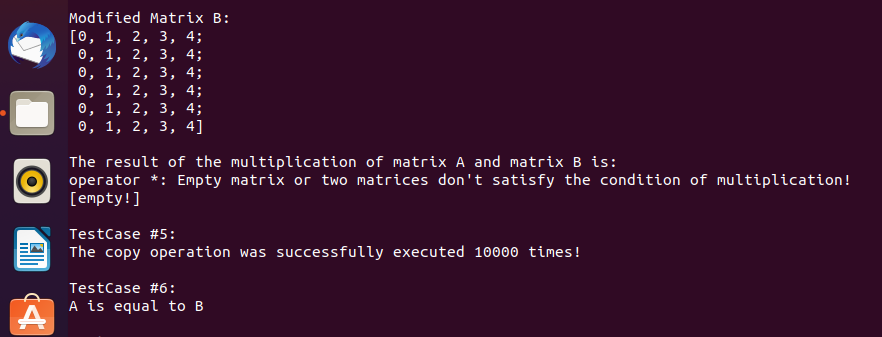 Modified Matrix B:
[0, 1, 2, 3, 4;
 0, 1, 2, 3, 4;
 0, 1, 2, 3, 4;
 0, 1, 2, 3, 4;
 0, 1, 2, 3, 4;
 0, 1, 2, 3, 4]
The result of the multiplication of matrix A and matrix B is:
operator *: Empty matrix or two matrices don't satisfy the condition of multiplication!
[empty!]
TestCase #5:
The copy operation was successfully executed 10000 times!
TestCase #6:
A is equal to B